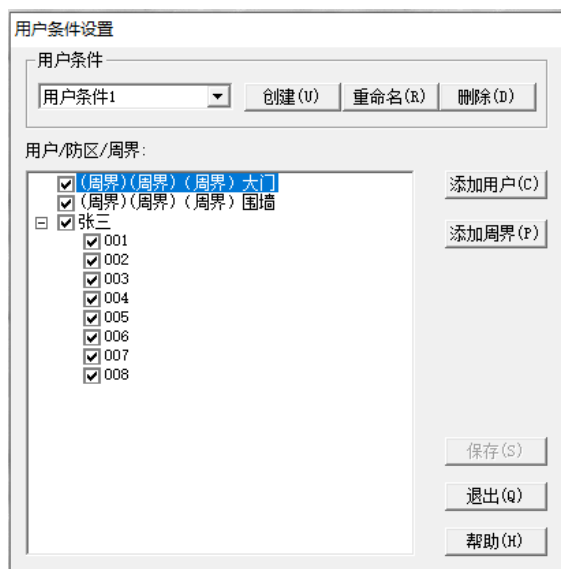 用户条件设置
用户条件
用户条件1 创建(U) 重命名(R) 删除(D)
用户/防区/周界:
(周界)(周界) (周界) 大门
(周界)(周界) (周界) 围墙
张三
001
002
003
004
005
006
007
008
添加用户(C)
添加周界(P)
保存(S)
退出(Q)
帮助(H)